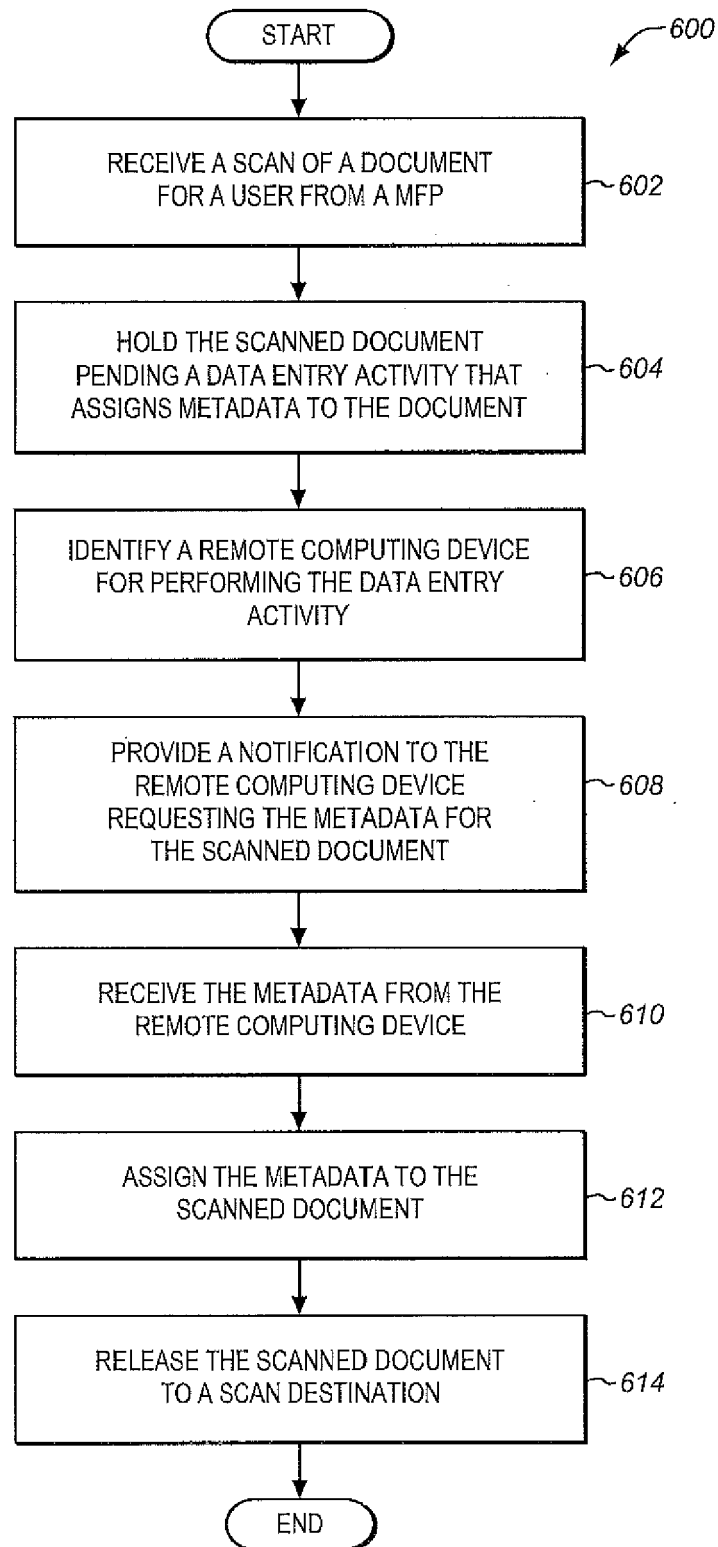 START
600
RECEIVE A SCAN OF A DOCUMENT
FOR A USER FROM A MFP
602
HOLD THE SCANNED DOCUMENT
PENDING A DATA ENTRY ACTIVITY THAT
ASSIGNS METADATA TO THE DOCUMENT
604
IDENTIFY A REMOTE COMPUTING DEVICE
FOR PERFORMING THE DATA ENTRY
ACTIVITY
606
PROVIDE A NOTIFICATION TO THE
REMOTE COMPUTING DEVICE
REQUESTING THE METADATA FOR
THE SCANNED DOCUMENT
608
RECEIVE THE METADATA FROM THE
REMOTE COMPUTING DEVICE
610
ASSIGN THE METADATA TO THE
SCANNED DOCUMENT
612
RELEASE THE SCANNED DOCUMENT
TO A SCAN DESTINATION
614
END